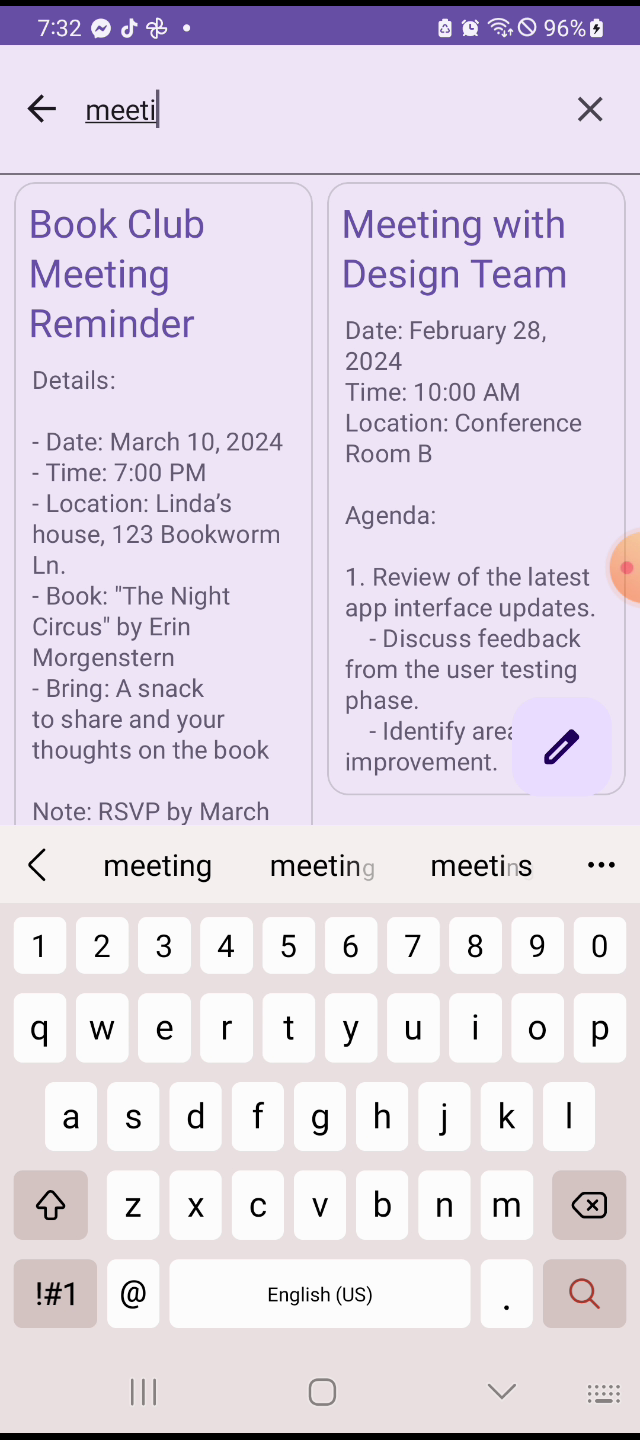 7:32
96%
meeti
Book Club
Meeting
Reminder
Details:
- Date: March 10, 2024
- Time: 7:00 PM
- Location: Linda’s
house, 123 Bookworm
Ln.
- Book: "The Night
Circus" by Erin
Morgenstern
- Bring: A snack
to share and your
thoughts on the book
Note: RSVP by March
Meeting with
Design Team
Date: February 28,
2024
Time: 10:00 AM
Location: Conference
Room B
Agenda:
1. Review of the latest
app interface updates.
- Discuss feedback
from the user testing
phase.
- Identify
improvement.
meeting meeting meetins
1 2 3 4 5 6 7 8 9 0
q w e r t y u i o p
a s d f g h j k l
z x c v b n m
!#1 @ English (US) .